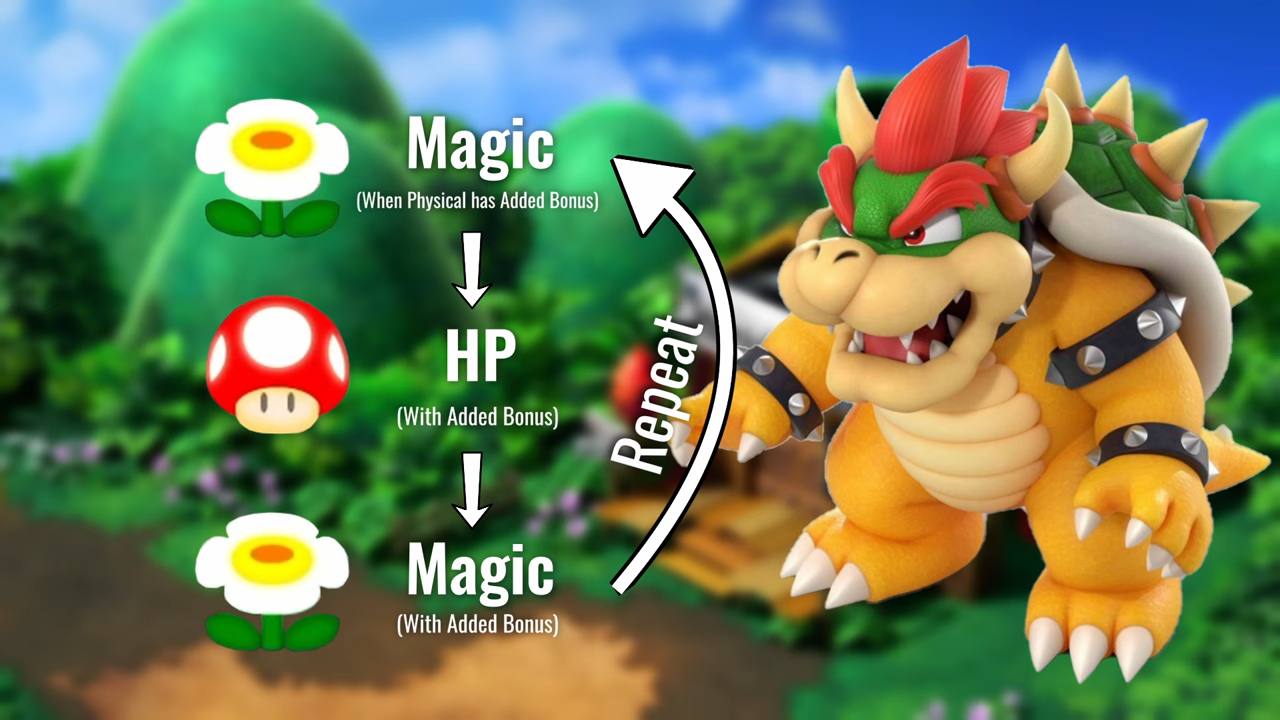 Magic
(When Physical has Added Bonus)
HP
(With Added Bonus)
Magic
(With Added Bonus)
Repeat